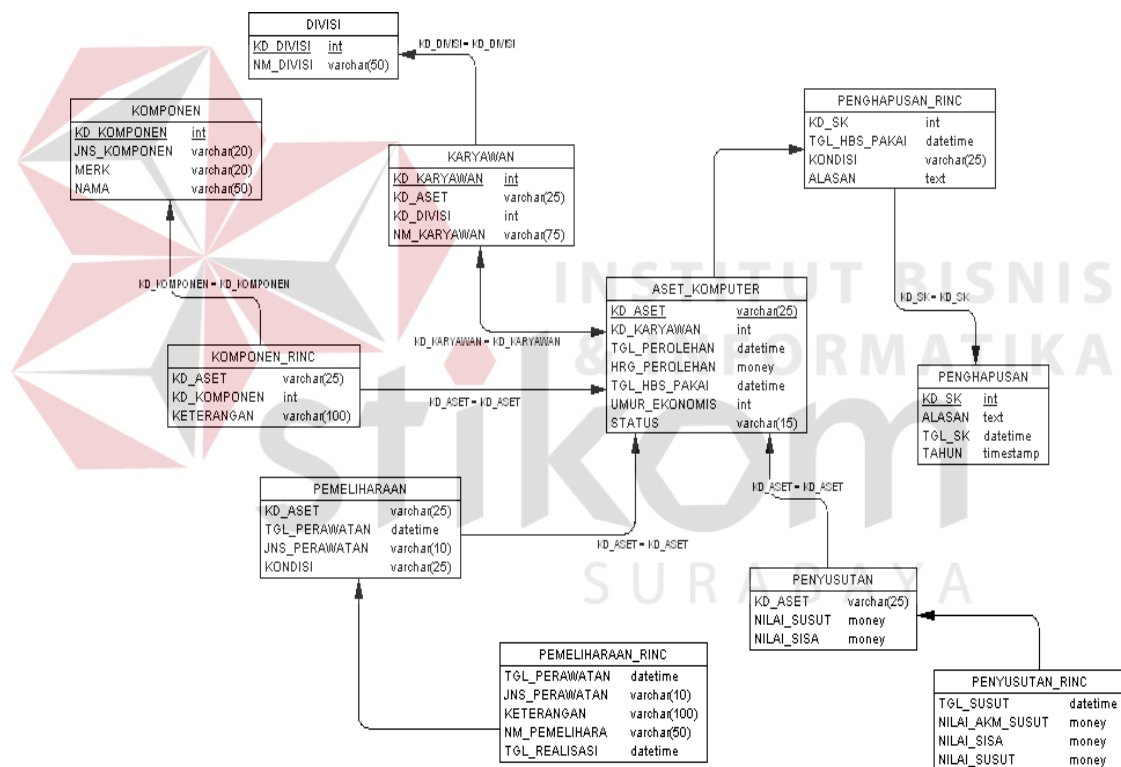 DIVISI
KD_DIVISI int
NM_DIVISI varchar(50)
KD_DIVISI = KD_DIVISI
KOMPONEN
KD_KOMPONEN int
JNS_KOMPONEN varchar(20)
MERK varchar(20)
NAMA varchar(50)
PENGHAPUSAN_RINC
KD_SK int
TGL_HBS_PAKAI datetime
KONDISI varchar(25)
ALASAN text
KARYAWAN
KD_KARYAWAN int
KD_ASET varchar(25)
KD_DIVISI int
NM_KARYAWAN varchar(75)
KD_KOMPONEN = KD_KOMPONEN
INSTITUT BISNIS
& INFORMATIKA
stikom
SURABAYA
ASET_KOMPUTER
KD_ASET varchar(25)
KD_KARYAWAN int
TGL_PEROLEHAN datetime
HRG_PEROLEHAN money
TGL_HBS_PAKAI datetime
UMUR_EKONOMIS int
STATUS varchar(15)
KD_SK = KD_SK
KD_KARYAWAN = KD_KARYAWAN
KOMPONEN_RINC
KD_ASET varchar(25)
KD_KOMPONEN int
KETERANGAN varchar(100)
KD_ASET = KD_ASET
PENGHAPUSAN
KD_SK int
ALASAN text
TGL_SK datetime
TAHUN timestamp
PEMELIHARAAN
KD_ASET varchar(25)
TGL_PERAWATAN datetime
JNS_PERAWATAN varchar(10)
KONDISI varchar(25)
KD_ASET = KD_ASET
KD_ASET = KD_ASET
PENYUSUTAN
KD_ASET varchar(25)
NILAI_SUSUT money
NILAI_SISA money
PEMELIHARAAN_RINC
TGL_PERAWATAN datetime
JNS_PERAWATAN varchar(10)
KETERANGAN varchar(100)
NM_PEMELIHARA varchar(50)
TGL_REALISASI datetime
PENYUSUTAN_RINC
TGL_SUSUT datetime
NILAI_AKM_SUSUT money
NILAI_SISA money
NILAI_SUSUT money